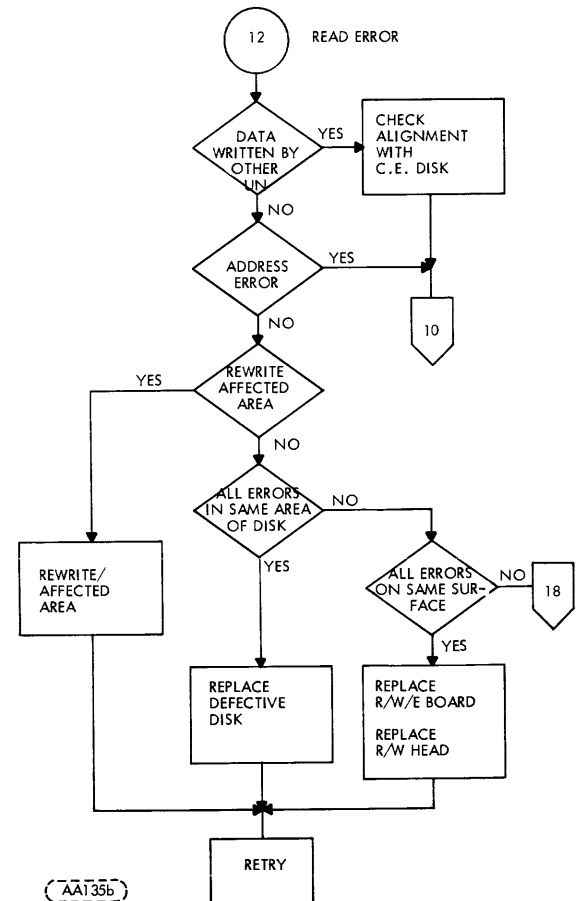 12
READ ERROR
DATA
WRITTEN BY
OTHER
UN
YES
CHECK
ALIGNMENT
WITH
C.E. DISK
NO
ADDRESS
ERROR
YES
10
NO
REWRITE
AFFECTED
AREA
YES
NO
ALL ERRORS
IN SAME AREA
OF DISK
NO
YES
REWRITE/
AFFECTED
AREA
ALL ERRORS
ON SAME SUR-
FACE
NO
18
YES
REPLACE
DEFECTIVE
DISK
REPLACE
R/W/E BOARD
REPLACE
R/W HEAD
RETRY
AA135b